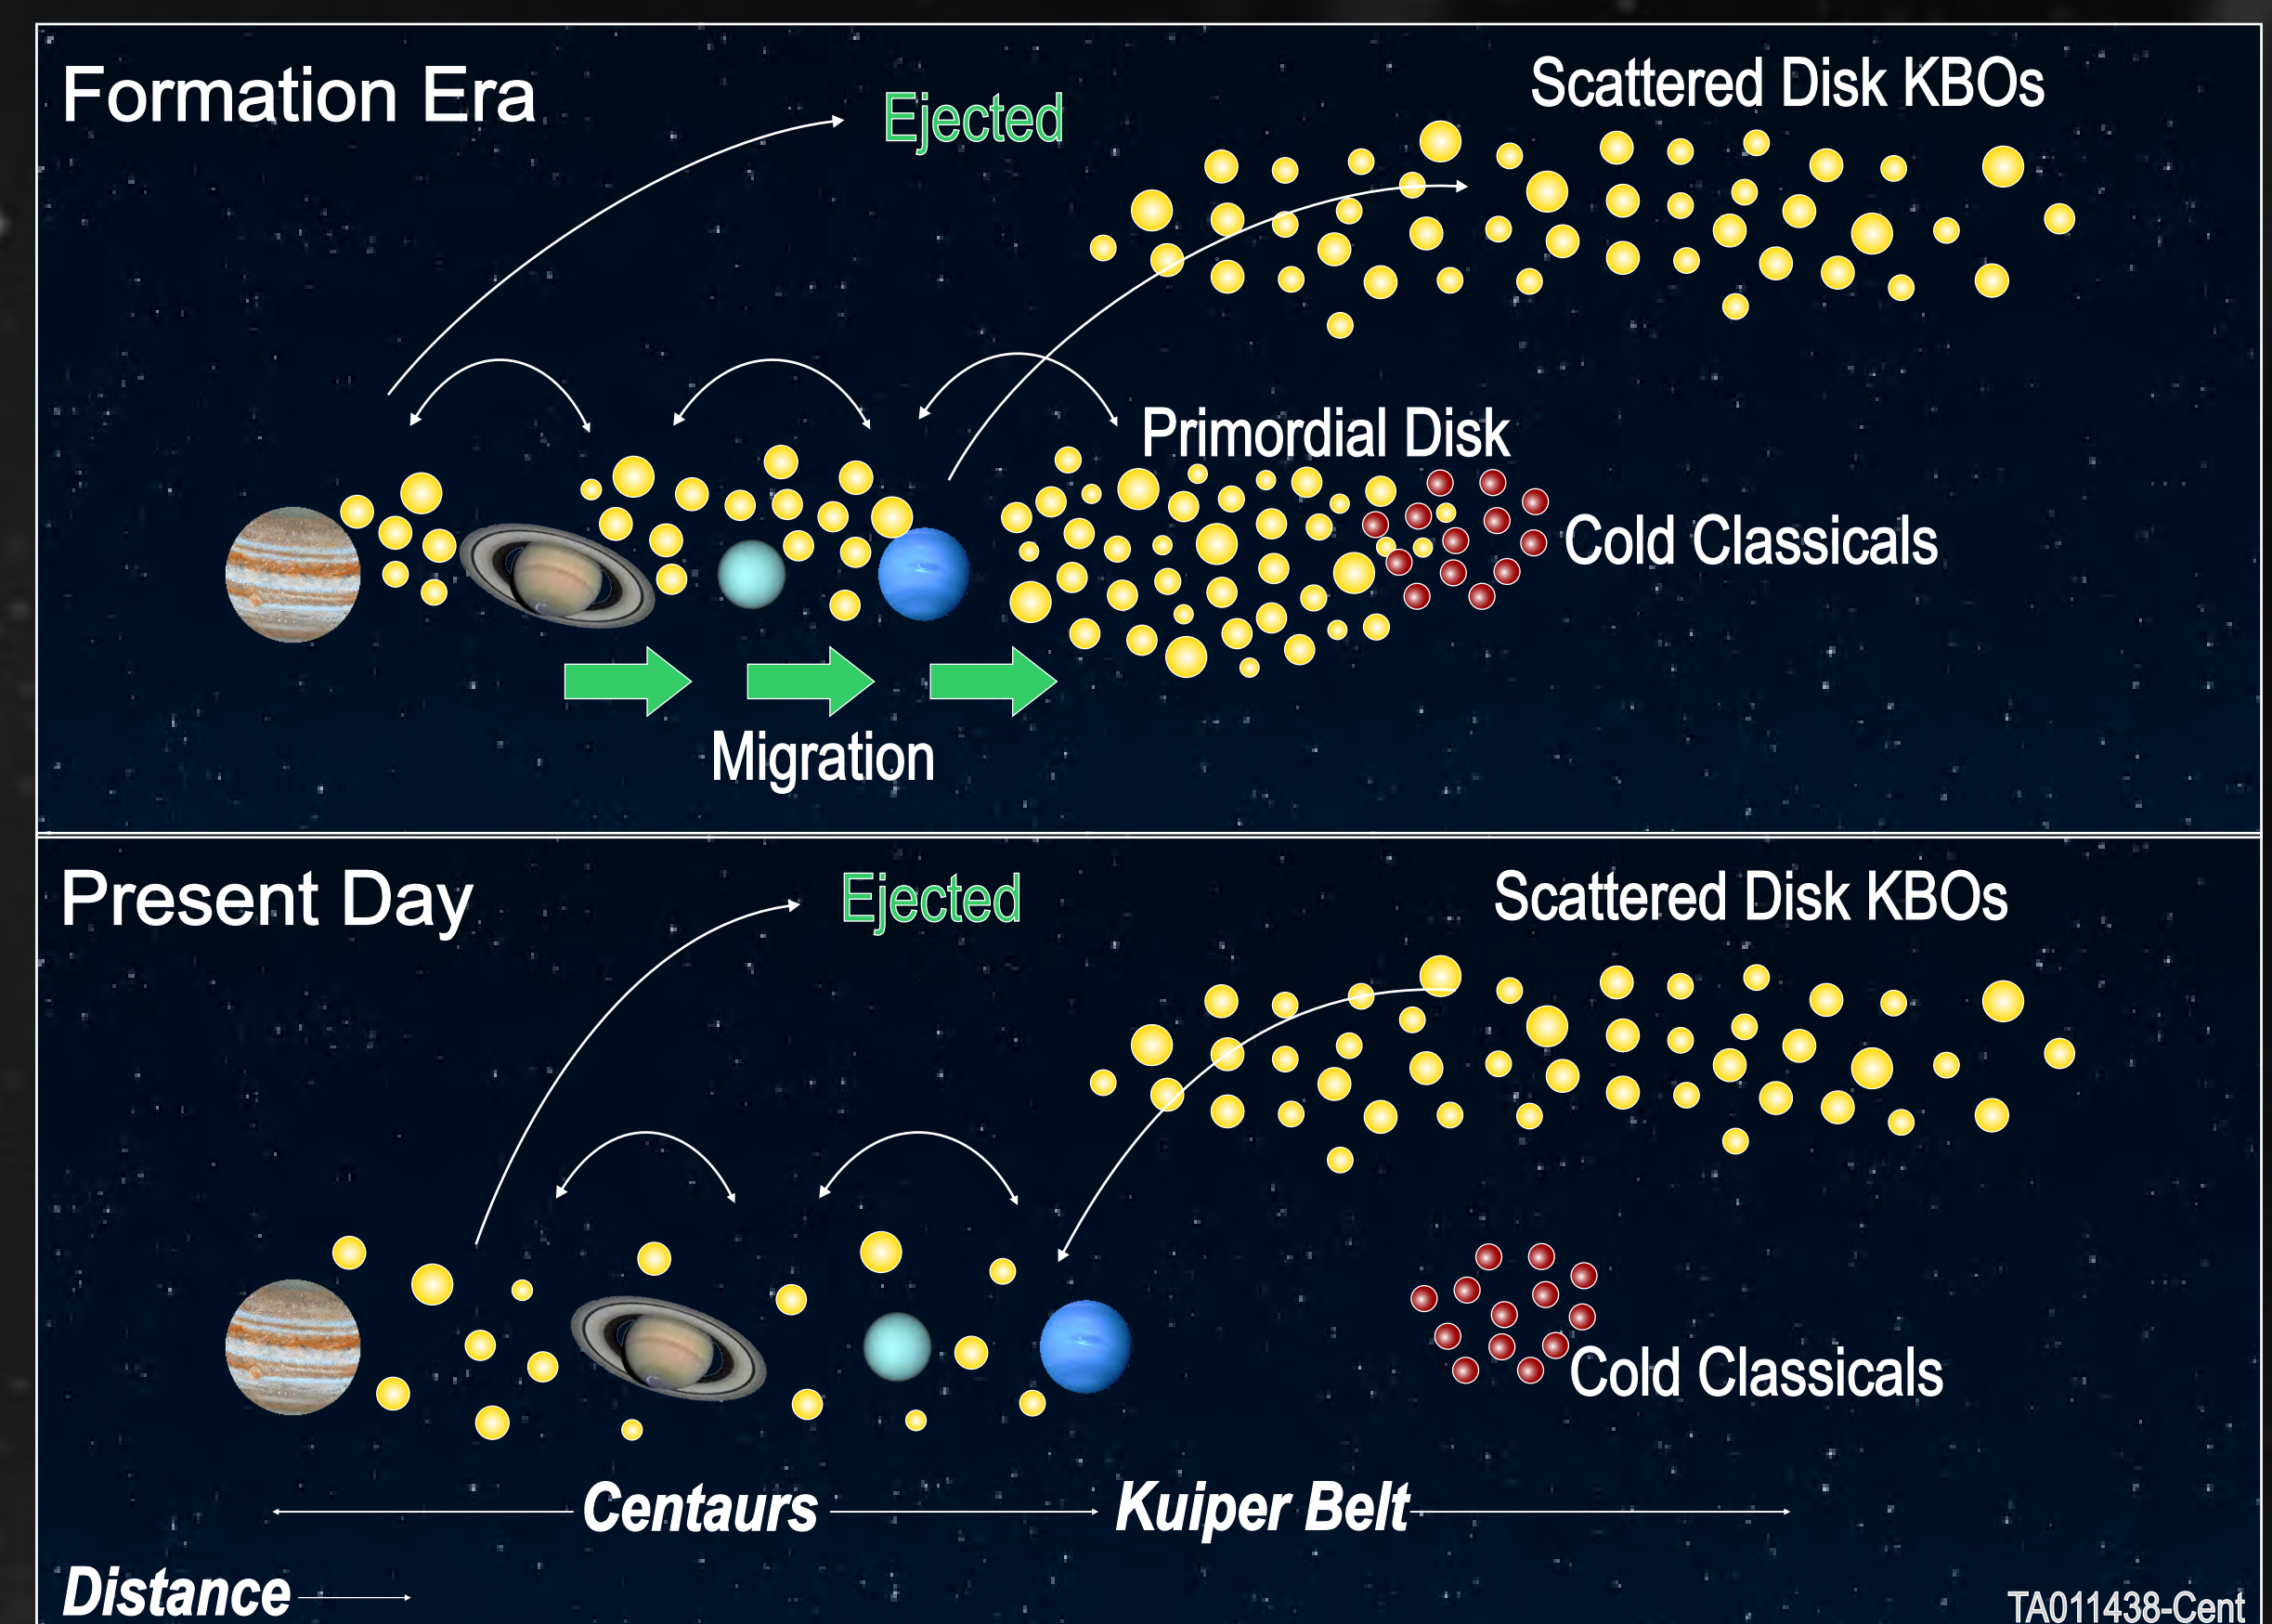 Formation Era
Ejected
Scattered Disk KBOs
Primordial Disk
Cold Classicals
Migration
Present Day
Ejected
Scattered Disk KBOs
Cold Classicals
Centaurs
Kuiper Belt
Distance
TA011438-Cent